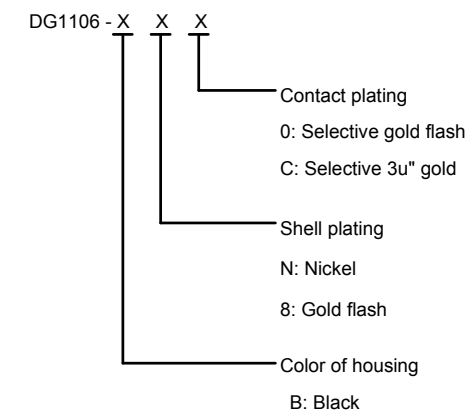 DG1106 - X X X
Contact plating
0: Selective gold flash
C: Selective 3u" gold
Shell plating
N: Nickel
8: Gold flash
Color of housing
B: Black